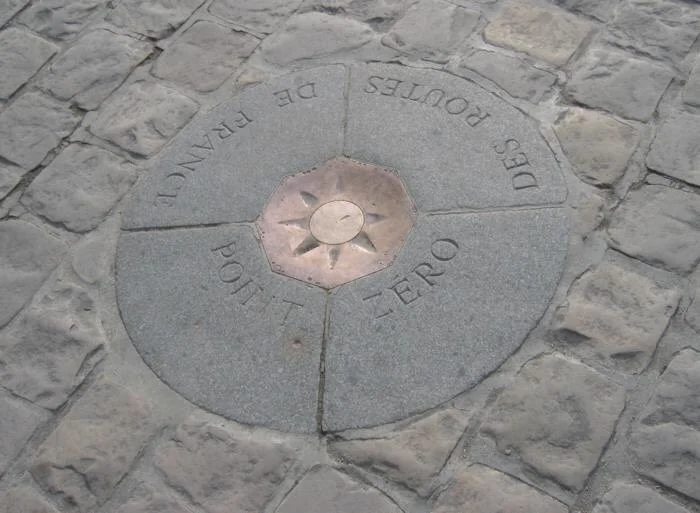 POINT ZÉRO
DES ROUTES DE FRANCE